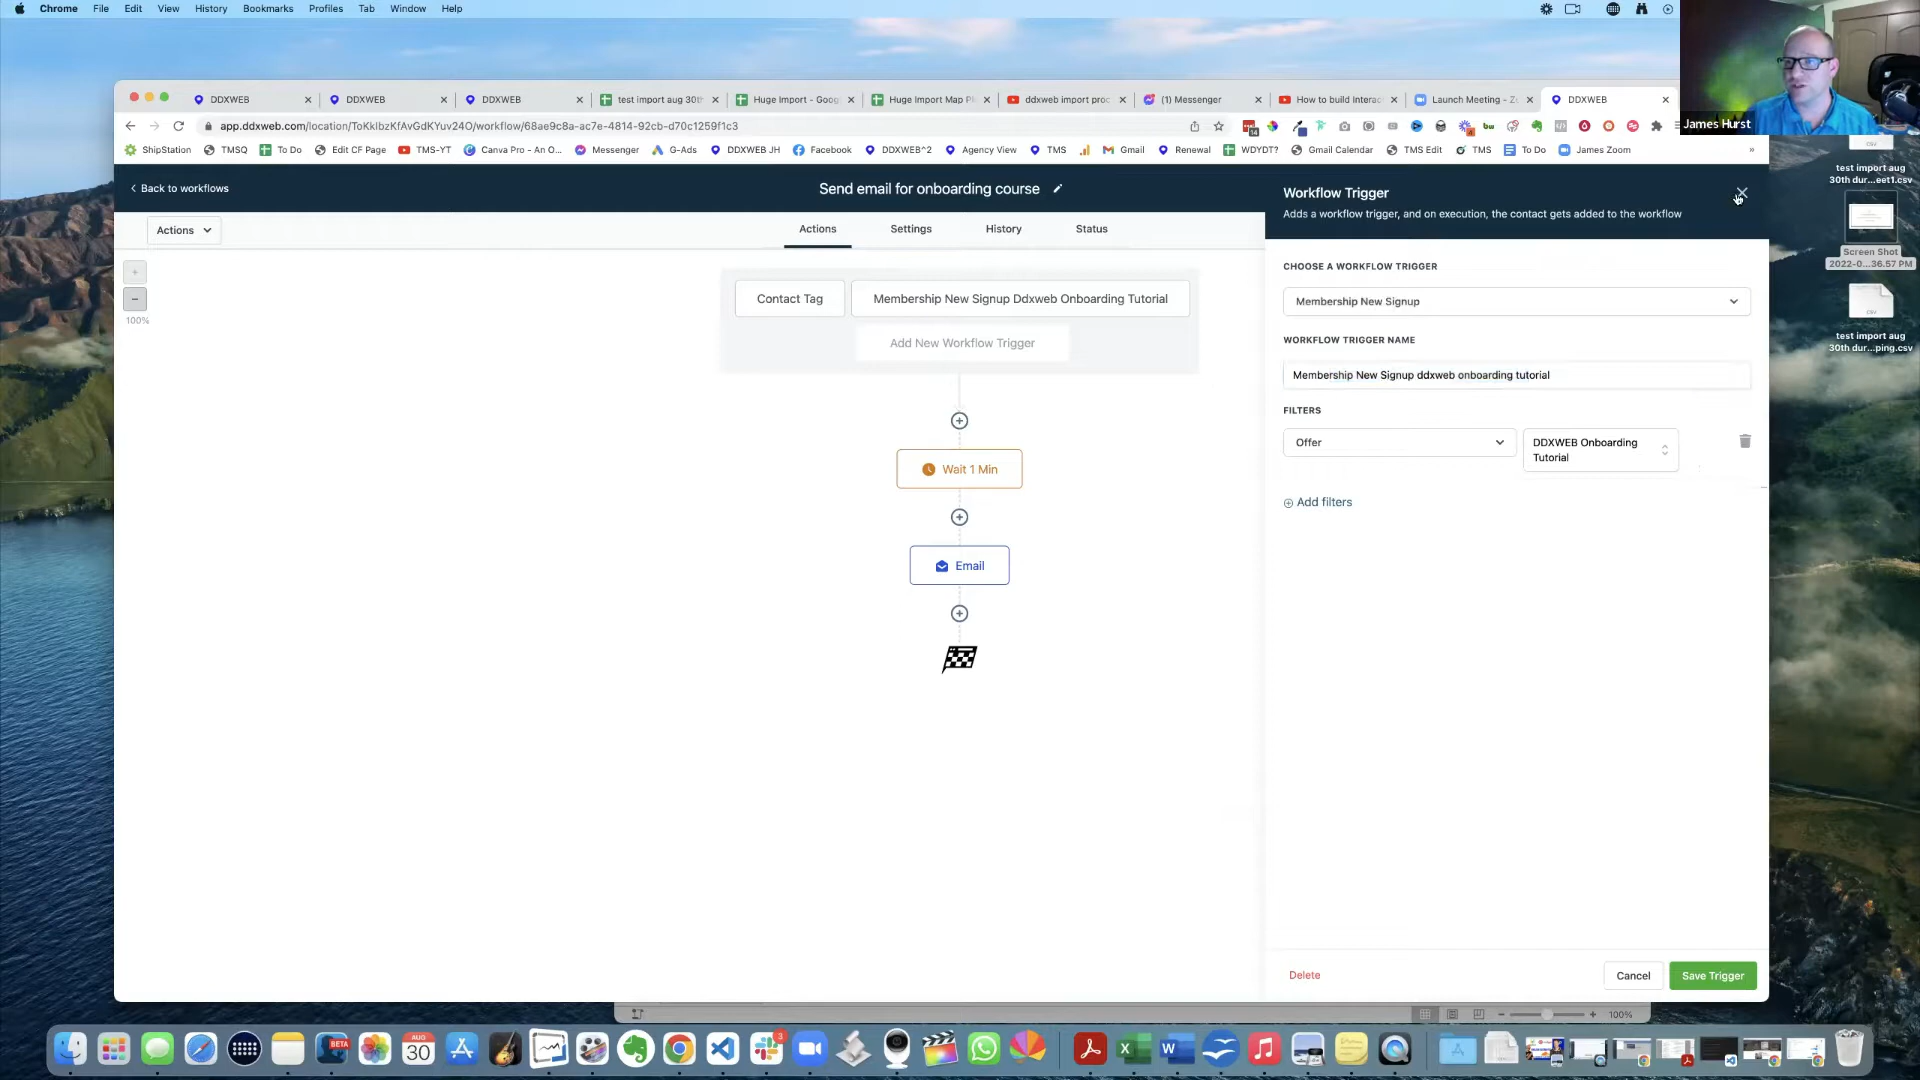 Chrome File Edit View History Bookmarks Profiles Tab Window Help
DDXWEB
DDXWEB
DDXWEB
test import aug 30th
Huge Import - Goog
Huge Import Map Pl
ddxweb import proc
(1) Messenger
How to build Interac
Launch Meeting - Z
DDXWEB
James Hurst
app.ddxweb.com/location/ToKkIbzKfAvGdKYuv24O/workflow/68ae9c8a-ac7e-4814-92cb-d70c1259f1c3
14
ShipStation
TMSQ
To Do
Edit CF Page
TMS-YT
Canva Pro - An O...
Messenger
G-Ads
DDXWEB JH
Facebook
DDXWEB^2
Agency View
TMS
Gmail
Renewal
WDYDT?
Gmail Calendar
TMS Edit
TMS
To Do
James Zoom
»
Back to workflows
Send email for onboarding course
Actions
Actions
Settings
History
Status
100%
Contact Tag
Membership New Signup Ddxweb Onboarding Tutorial
Add New Workflow Trigger
Wait 1 Min
Email
Workflow Trigger
Adds a workflow trigger, and on execution, the contact gets added to the workflow
CHOOSE A WORKFLOW TRIGGER
Membership New Signup
WORKFLOW TRIGGER NAME
Membership New Signup ddxweb onboarding tutorial
FILTERS
Offer
DDXWEB Onboarding
Tutorial
Add filters
Delete
Cancel
Save Trigger
test import aug
30th dur...eet1.csv
Screen Shot
2022-0...36.57 PM
CSV
test import aug
30th dur...ping.csv
100%
BETA
AUG
30
3